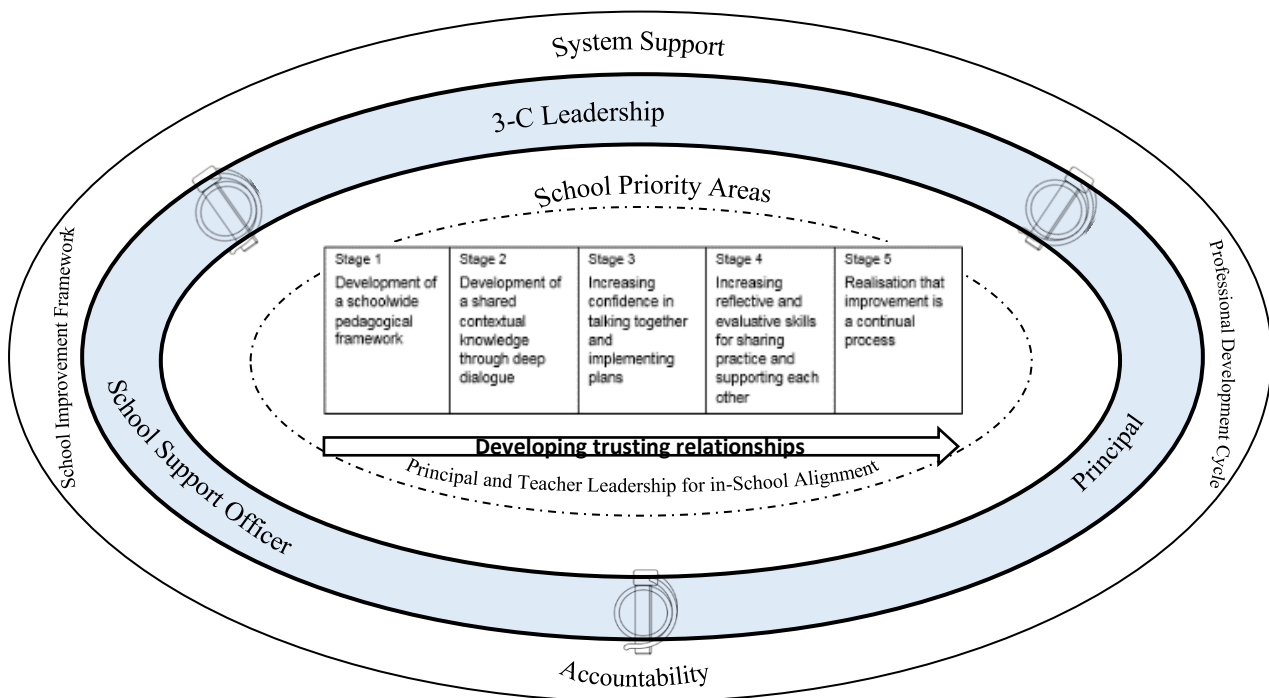 System Support
3-C Leadership
School Priority Areas
School Improvement Framework
Professional Development Cycle
Stage 1
Development of
a schoolwide
pedagogical
framework
Stage 2
Development of
a shared
contextual
knowledge
through deep
dialogue
Stage 3
Increasing
confidence in
talking together
and
implementing
plans
Stage 4
Increasing
reflective and
evaluative skills
for sharing
practice and
supporting each
other
Stage 5
Realisation that
improvement is
a continual
process
Developing trusting relationships
Principal and Teacher Leadership for in-School Alignment
School Support Officer
Principal
Accountability